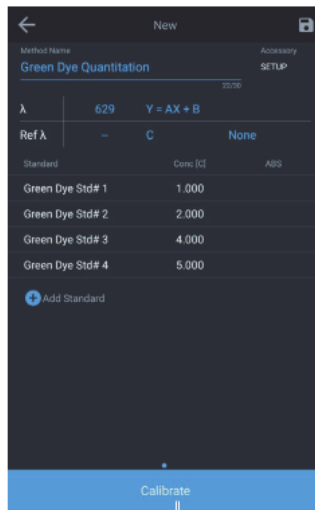 New
Method Name
Accessory
Green Dye Quantitation
SETUP
22/30
λ 629 Y = AX + B
Ref λ – C None
Standard Conc [C] ABS
Green Dye Std# 1 1.000
Green Dye Std# 2 2.000
Green Dye Std# 3 4.000
Green Dye Std# 4 5.000
Add Standard
Calibrate